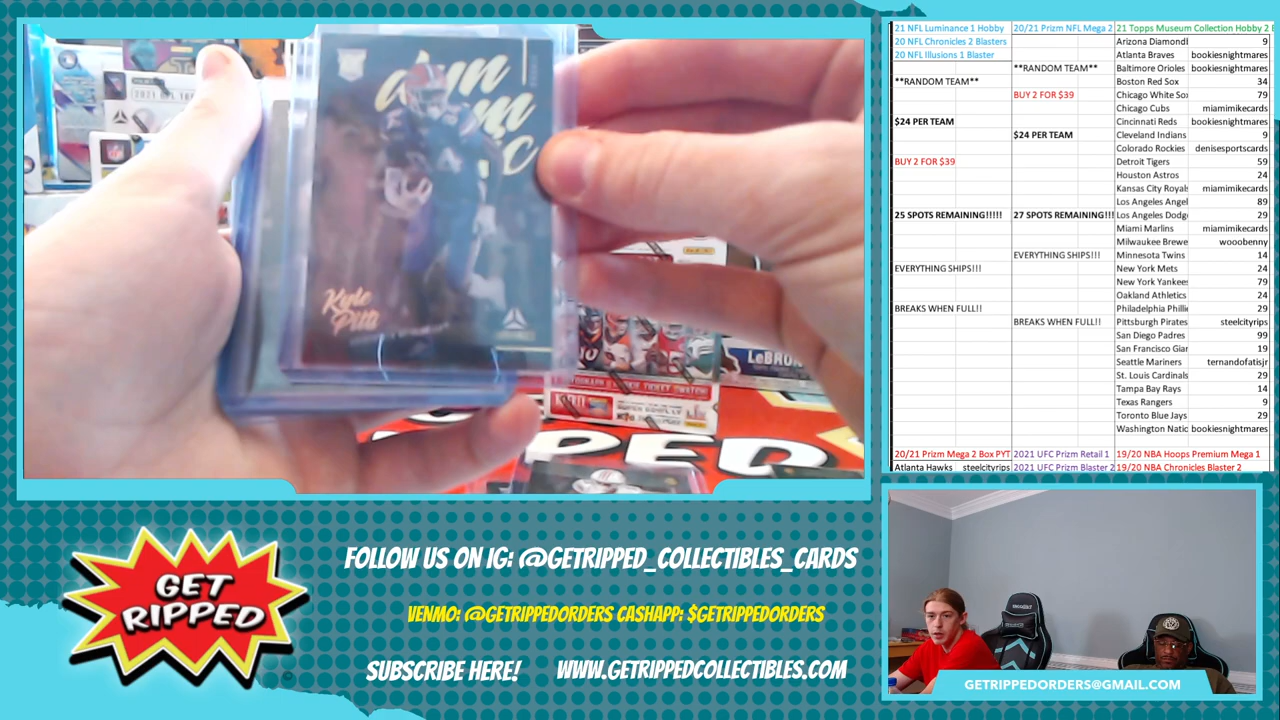 Kyle
Pitts
LeBRON
GET
RIPPED
FOLLOW US ON IG: @GETRIPPED_COLLECTIBLES_CARDS
VENMO: @GETRIPPEDORDERS CASHAPP: $GETRIPPEDORDERS
SUBSCRIBE HERE! WWW.GETRIPPEDCOLLECTIBLES.COM
21 NFL Luminance 1 Hobby 20/21 Prizm NFL Mega 2 21 Topps Museum Collection Hobby 2
20 NFL Chronicles 2 Blasters Arizona Diamond 9
20 NFL Illusions 1 Blaster Atlanta Braves bookiesnightmares
**RANDOM TEAM** Baltimore Orioles bookiesnightmares
**RANDOM TEAM** Boston Red Sox 34
BUY 2 FOR $39 Chicago White Sox 79
Chicago Cubs miamimikecards
$24 PER TEAM Cincinnati Reds bookiesnightmares
$24 PER TEAM Cleveland Indians 9
Colorado Rockies denisesportscards
BUY 2 FOR $39 Detroit Tigers 59
Houston Astros 24
Kansas City Royals miamimikecards
Los Angeles Angel 89
25 SPOTS REMAINING!!!!! 27 SPOTS REMAINING!!! Los Angeles Dodg 29
Miami Marlins miamimikecards
Milwaukee Brewe wooobenny
EVERYTHING SHIPS!!! Minnesota Twins 14
EVERYTHING SHIPS!!! New York Mets 24
New York Yankee 79
Oakland Athletics 24
BREAKS WHEN FULL!! Philadelphia Philli 29
BREAKS WHEN FULL!! Pittsburgh Pirates steelcityrips
San Diego Padres 99
San Francisco Gia 19
Seattle Mariners ternandofatisjr
St. Louis Cardinals 29
Tampa Bay Rays 14
Texas Rangers 9
Toronto Blue Jays 29
Washington Natio bookiesnightmares
20/21 Prizm Mega 2 Box PYT 2021 UFC Prizm Retail 1 19/20 NBA Hoops Premium Mega 1
Atlanta Hawks steelcityrips 2021 UFC Prizm Blaster 2 19/20 NBA Chronicles Blaster 2
GETRIPPEDORDERS@GMAIL.COM